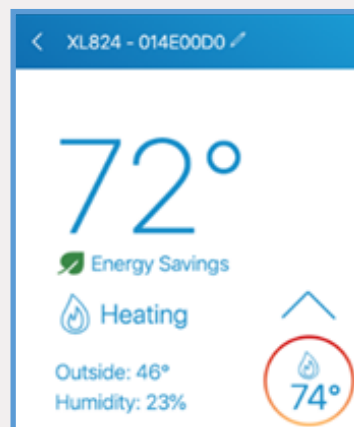 XL824 - 014E00D0
72°
Energy Savings
Heating
Outside: 46°
Humidity: 23%
74°